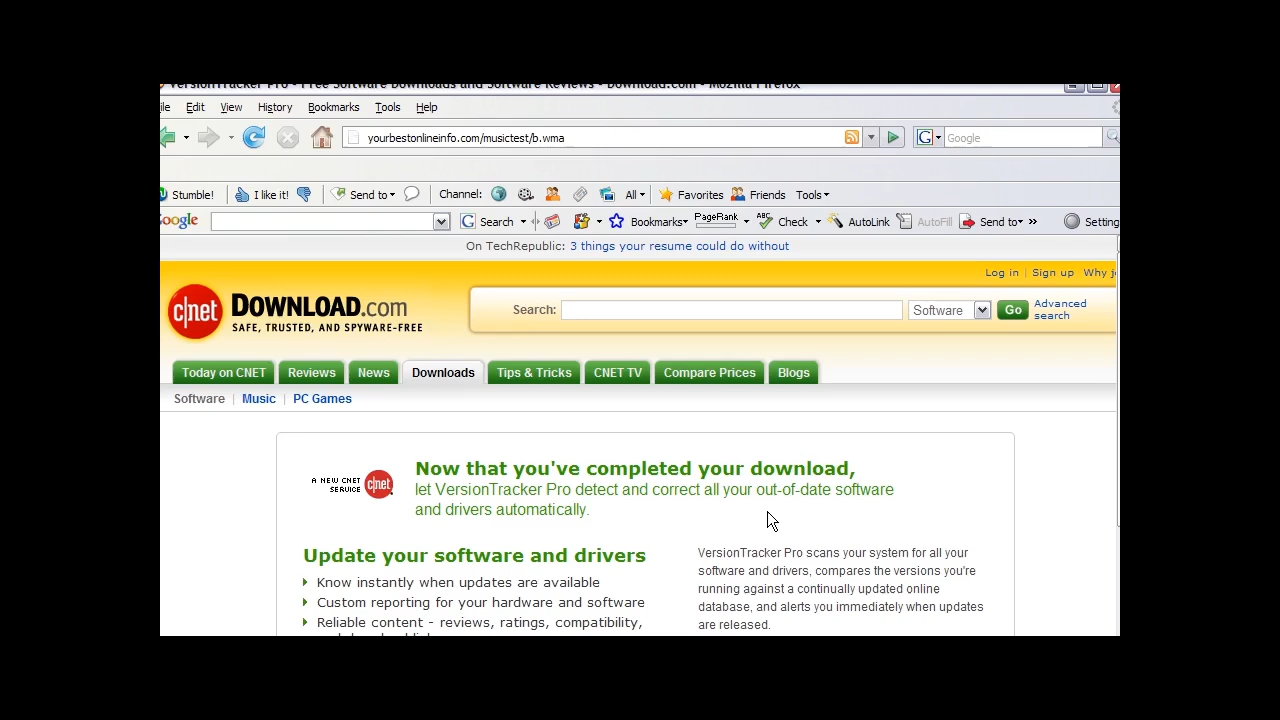 VersionTracker Pro - Free Software Downloads and Software Reviews - Download.com - Mozilla Firefox
ile Edit View History Bookmarks Tools Help
yourbestonlineinfo.com/musictest/b.wma
G Google
Stumble! I like it! Send to Channel: All Favorites Friends Tools
oogle G Search Bookmarks PageRank ABC Check AutoLink AutoFill Send to » Setting
On TechRepublic: 3 things your resume could do without
Log in | Sign up Why j
c|net DOWNLOAD.com
SAFE, TRUSTED, AND SPYWARE-FREE
Search: Software Go Advanced
search
Today on CNET Reviews News Downloads Tips & Tricks CNET TV Compare Prices Blogs
Software | Music | PC Games
Now that you've completed your download,
A NEW CNET
SERVICE
c|net
let VersionTracker Pro detect and correct all your out-of-date software
and drivers automatically.
Update your software and drivers
Know instantly when updates are available
Custom reporting for your hardware and software
Reliable content - reviews, ratings, compatibility,
VersionTracker Pro scans your system for all your
software and drivers, compares the versions you're
running against a continually updated online
database, and alerts you immediately when updates
are released.